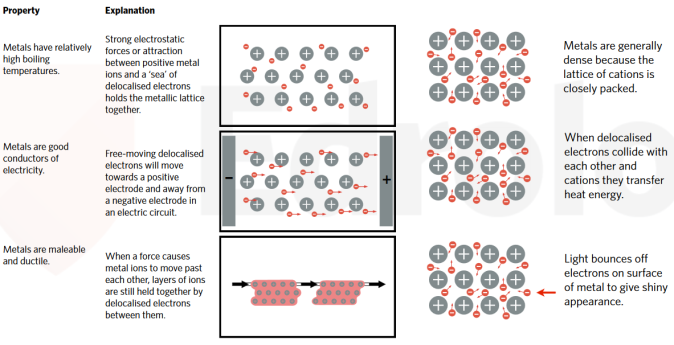 Property
Explanation
Metals have relatively
high boiling
temperatures.
Strong electrostatic
forces or attraction
between positive metal
ions and a ‘sea’ of
delocalised electrons
holds the metallic lattice
together.
Metals are generally
dense because the
lattice of cations is
closely packed.
Metals are good
conductors of
electricity.
Free-moving delocalised
electrons will move
towards a positive
electrode and away from
a negative electrode in
an electric circuit.
When delocalised
electrons collide with
each other and
cations they transfer
heat energy.
Metals are maleable
and ductile.
When a force causes
metal ions to move past
each other, layers of ions
are still held together by
delocalised electrons
between them.
Light bounces off
electrons on surface
of metal to give shiny
appearance.
Edrolo